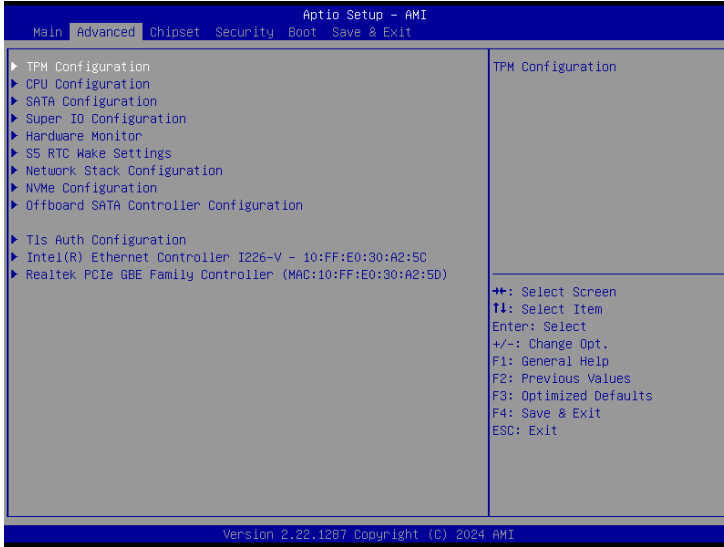 Aptio Setup – AMI
Main Advanced Chipset Security Boot Save & Exit
▶ TPM Configuration
▶ CPU Configuration
▶ SATA Configuration
▶ Super IO Configuration
▶ Hardware Monitor
▶ S5 RTC Wake Settings
▶ Network Stack Configuration
▶ NVMe Configuration
▶ Offboard SATA Controller Configuration
▶ Tls Auth Configuration
▶ Intel(R) Ethernet Controller I226-V - 10:FF:E0:30:A2:5C
▶ Realtek PCIe GBE Family Controller (MAC:10:FF:E0:30:A2:5D)
TPM Configuration
→←: Select Screen
↑↓: Select Item
Enter: Select
+/-: Change Opt.
F1: General Help
F2: Previous Values
F3: Optimized Defaults
F4: Save & Exit
ESC: Exit
Version 2.22.1287 Copyright (C) 2024 AMI